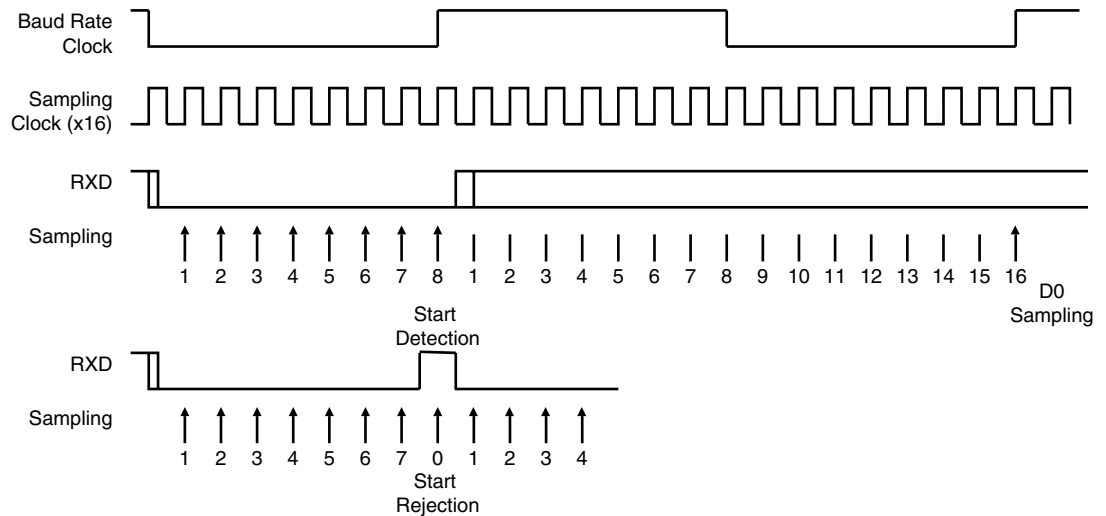 Baud Rate
Clock
Sampling
Clock (x16)
RXD
Sampling
1 2 3 4 5 6 7 8 1 2 3 4 5 6 7 8 9 10 11 12 13 14 15 16
D0
Sampling
Start
Detection
RXD
Sampling
1 2 3 4 5 6 7 0 1 2 3 4
Start
Rejection